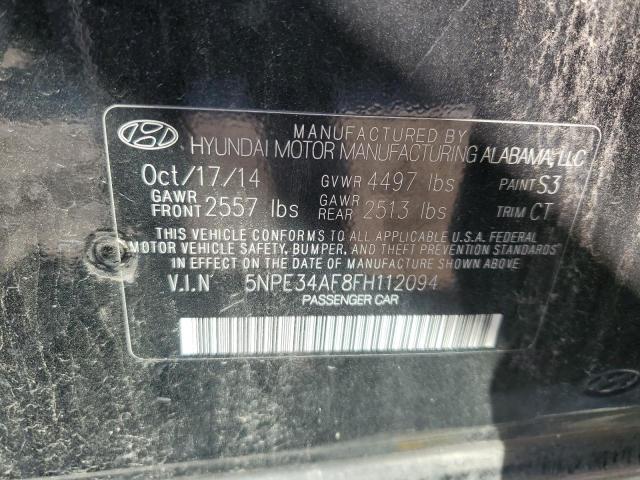 MANUFACTURED BY
HYUNDAI MOTOR MANUFACTURING ALABAMA, LLC
Oct/17/14 GVWR 4497 lbs PAINT S3
GAWR FRONT 2557 lbs GAWR REAR 2513 lbs TRIM CT
THIS VEHICLE CONFORMS TO ALL APPLICABLE U.S.A. FEDERAL
MOTOR VEHICLE SAFETY, BUMPER, AND THEFT PREVENTION STANDARDS
IN EFFECT ON THE DATE OF MANUFACTURE SHOWN ABOVE.
V.I.N 5NPE34AF8FH112094
PASSENGER CAR